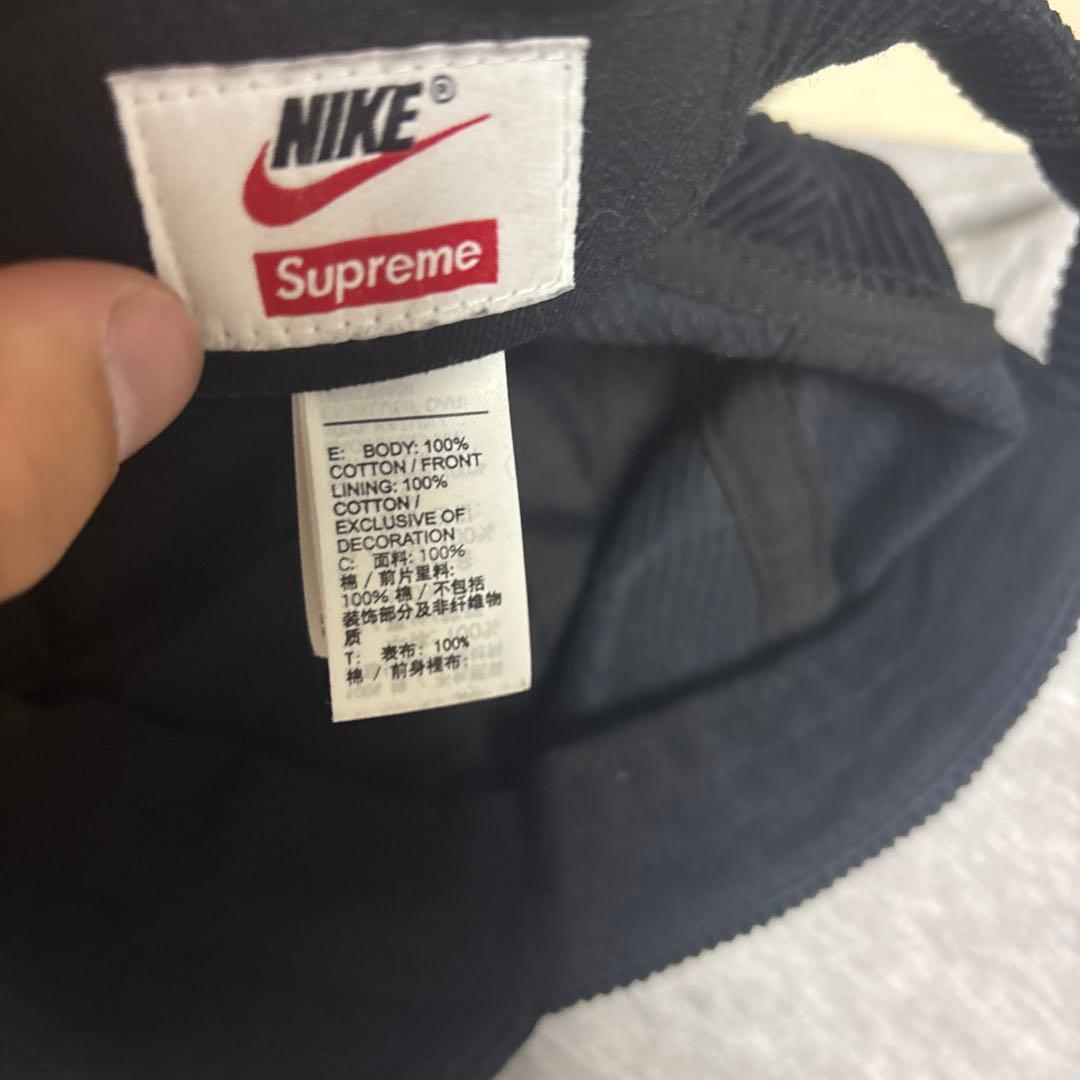 NIKE®
Supreme
E: BODY: 100%
COTTON / FRONT
LINING: 100%
COTTON /
EXCLUSIVE OF
DECORATION
C: 面料: 100%
棉 / 前片里料:
100% 棉 / 不包括
装饰部分及非纤维物
质
T: 表布: 100%
棉 / 前身裡布: